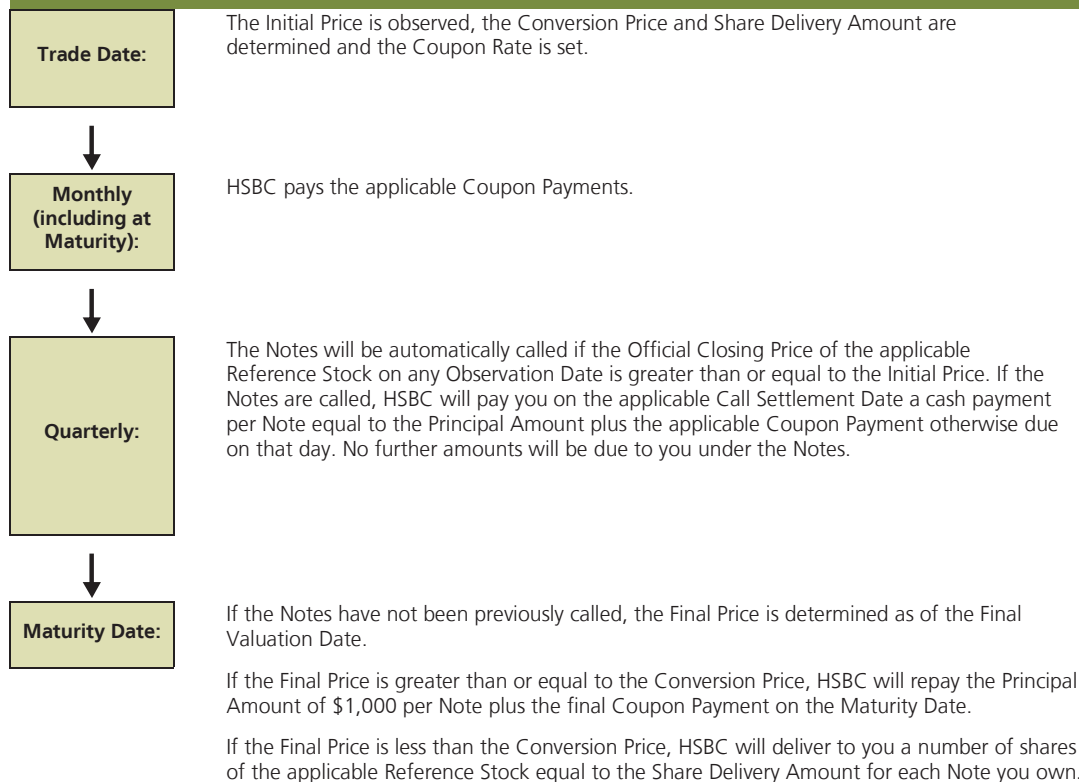 Trade Date:
The Initial Price is observed, the Conversion Price and Share Delivery Amount are
determined and the Coupon Rate is set.
Monthly
(including at
Maturity):
HSBC pays the applicable Coupon Payments.
Quarterly:
The Notes will be automatically called if the Official Closing Price of the applicable
Reference Stock on any Observation Date is greater than or equal to the Initial Price. If the
Notes are called, HSBC will pay you on the applicable Call Settlement Date a cash payment
per Note equal to the Principal Amount plus the applicable Coupon Payment otherwise due
on that day. No further amounts will be due to you under the Notes.
Maturity Date:
If the Notes have not been previously called, the Final Price is determined as of the Final
Valuation Date.
If the Final Price is greater than or equal to the Conversion Price, HSBC will repay the Principal
Amount of $1,000 per Note plus the final Coupon Payment on the Maturity Date.
If the Final Price is less than the Conversion Price, HSBC will deliver to you a number of shares
of the applicable Reference Stock equal to the Share Delivery Amount for each Note you own